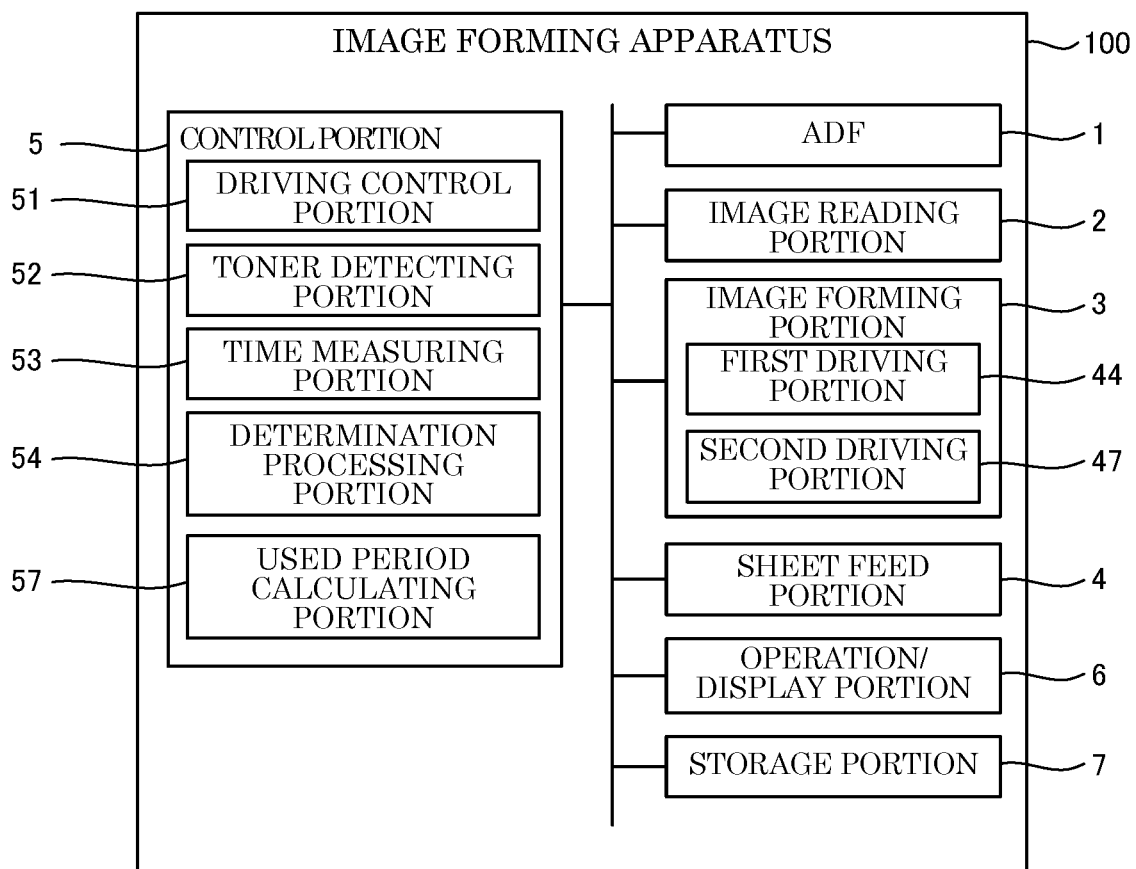 IMAGE FORMING APPARATUS
100
5
CONTROL PORTION
51
DRIVING CONTROL
PORTION
52
TONER DETECTING
PORTION
53
TIME MEASURING
PORTION
54
DETERMINATION
PROCESSING
PORTION
57
USED PERIOD
CALCULATING
PORTION
ADF
1
IMAGE READING
PORTION
2
IMAGE FORMING
PORTION
3
FIRST DRIVING
PORTION
44
SECOND DRIVING
PORTION
47
SHEET FEED
PORTION
4
OPERATION/
DISPLAY PORTION
6
STORAGE PORTION
7